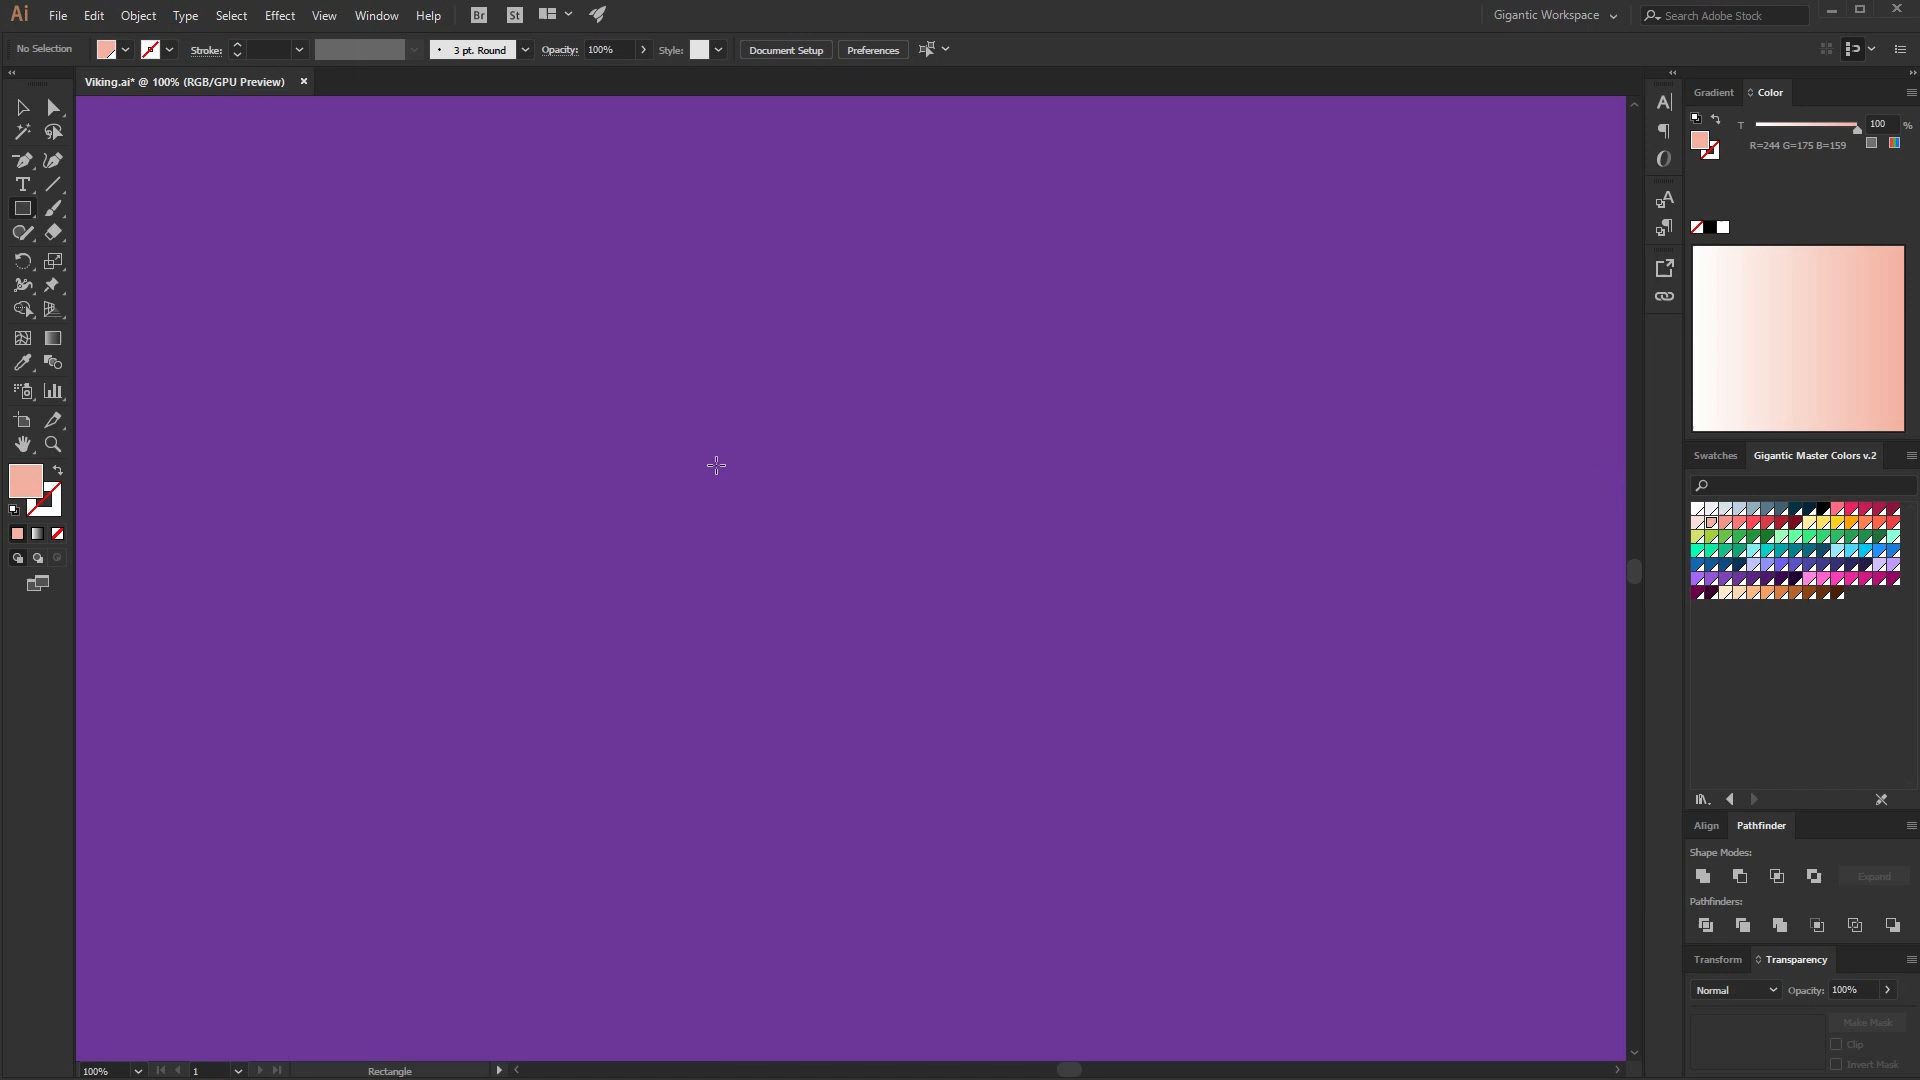 Ai File Edit Object Type Select Effect View Window Help Br St Gigantic Workspace Search Adobe Stock
No Selection Stroke: 3 pt. Round Opacity: 100% Style: Document Setup Preferences
Viking.ai* @ 100% (RGB/GPU Preview)
Gradient Color
T 100 %
R=244 G=175 B=159
Swatches Gigantic Master Colors v.2
Align Pathfinder
Shape Modes:
Expand
Pathfinders:
Transform Transparency
Normal Opacity: 100%
Make Mask
Clip
Invert Mask
100% 1 Rectangle